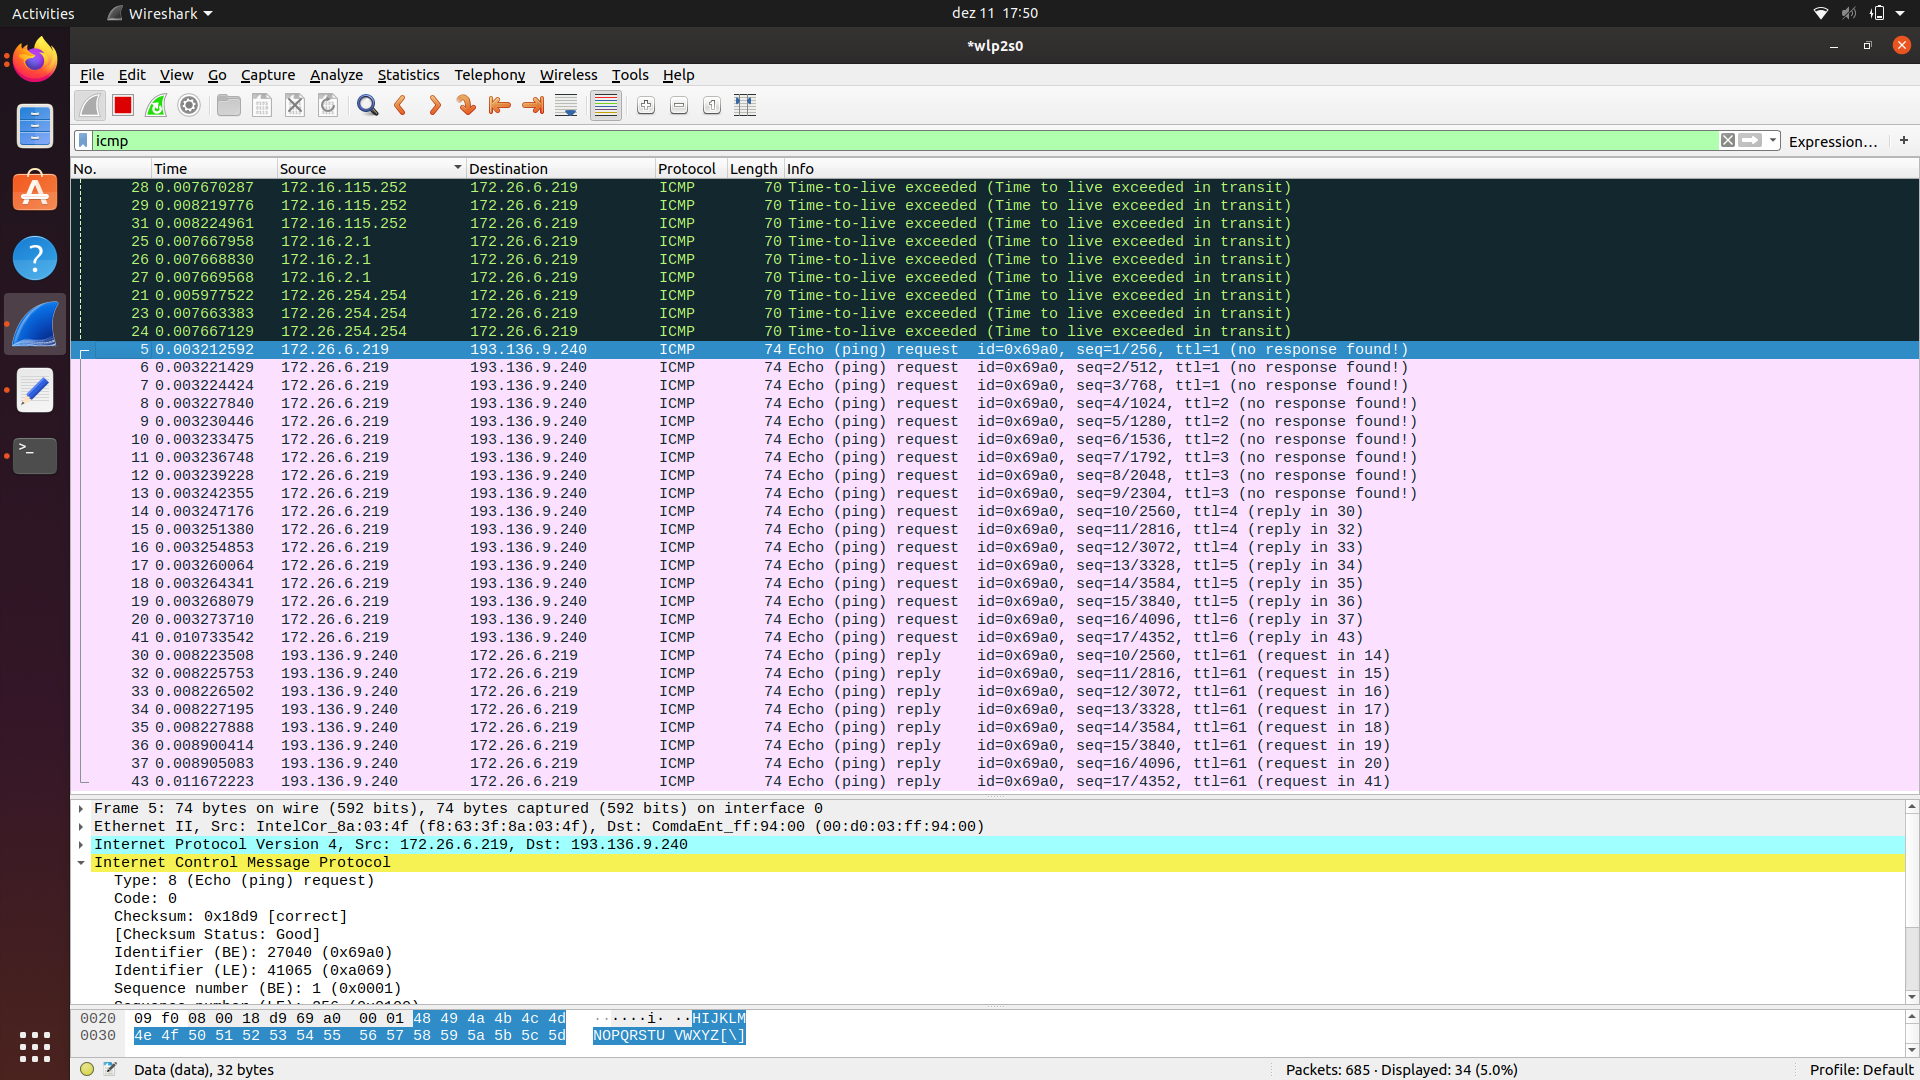 Activities Wireshark dez 11 17:50
*wlp2s0
File Edit View Go Capture Analyze Statistics Telephony Wireless Tools Help
icmp Expression… +
No. Time Source Destination Protocol Length Info
28 0.007670287 172.16.115.252 172.26.6.219 ICMP 70 Time-to-live exceeded (Time to live exceeded in transit)
29 0.008219776 172.16.115.252 172.26.6.219 ICMP 70 Time-to-live exceeded (Time to live exceeded in transit)
31 0.008224961 172.16.115.252 172.26.6.219 ICMP 70 Time-to-live exceeded (Time to live exceeded in transit)
25 0.007667958 172.16.2.1 172.26.6.219 ICMP 70 Time-to-live exceeded (Time to live exceeded in transit)
26 0.007668830 172.16.2.1 172.26.6.219 ICMP 70 Time-to-live exceeded (Time to live exceeded in transit)
27 0.007669568 172.16.2.1 172.26.6.219 ICMP 70 Time-to-live exceeded (Time to live exceeded in transit)
21 0.005977522 172.26.254.254 172.26.6.219 ICMP 70 Time-to-live exceeded (Time to live exceeded in transit)
23 0.007663383 172.26.254.254 172.26.6.219 ICMP 70 Time-to-live exceeded (Time to live exceeded in transit)
24 0.007667129 172.26.254.254 172.26.6.219 ICMP 70 Time-to-live exceeded (Time to live exceeded in transit)
5 0.003212592 172.26.6.219 193.136.9.240 ICMP 74 Echo (ping) request id=0x69a0, seq=1/256, ttl=1 (no response found!)
6 0.003221429 172.26.6.219 193.136.9.240 ICMP 74 Echo (ping) request id=0x69a0, seq=2/512, ttl=1 (no response found!)
7 0.003224424 172.26.6.219 193.136.9.240 ICMP 74 Echo (ping) request id=0x69a0, seq=3/768, ttl=1 (no response found!)
8 0.003227840 172.26.6.219 193.136.9.240 ICMP 74 Echo (ping) request id=0x69a0, seq=4/1024, ttl=2 (no response found!)
9 0.003230446 172.26.6.219 193.136.9.240 ICMP 74 Echo (ping) request id=0x69a0, seq=5/1280, ttl=2 (no response found!)
10 0.003233475 172.26.6.219 193.136.9.240 ICMP 74 Echo (ping) request id=0x69a0, seq=6/1536, ttl=2 (no response found!)
11 0.003236748 172.26.6.219 193.136.9.240 ICMP 74 Echo (ping) request id=0x69a0, seq=7/1792, ttl=3 (no response found!)
12 0.003239228 172.26.6.219 193.136.9.240 ICMP 74 Echo (ping) request id=0x69a0, seq=8/2048, ttl=3 (no response found!)
13 0.003242355 172.26.6.219 193.136.9.240 ICMP 74 Echo (ping) request id=0x69a0, seq=9/2304, ttl=3 (no response found!)
14 0.003247176 172.26.6.219 193.136.9.240 ICMP 74 Echo (ping) request id=0x69a0, seq=10/2560, ttl=4 (reply in 30)
15 0.003251380 172.26.6.219 193.136.9.240 ICMP 74 Echo (ping) request id=0x69a0, seq=11/2816, ttl=4 (reply in 32)
16 0.003254853 172.26.6.219 193.136.9.240 ICMP 74 Echo (ping) request id=0x69a0, seq=12/3072, ttl=4 (reply in 33)
17 0.003260064 172.26.6.219 193.136.9.240 ICMP 74 Echo (ping) request id=0x69a0, seq=13/3328, ttl=5 (reply in 34)
18 0.003264341 172.26.6.219 193.136.9.240 ICMP 74 Echo (ping) request id=0x69a0, seq=14/3584, ttl=5 (reply in 35)
19 0.003268079 172.26.6.219 193.136.9.240 ICMP 74 Echo (ping) request id=0x69a0, seq=15/3840, ttl=5 (reply in 36)
20 0.003273710 172.26.6.219 193.136.9.240 ICMP 74 Echo (ping) request id=0x69a0, seq=16/4096, ttl=6 (reply in 37)
41 0.010733542 172.26.6.219 193.136.9.240 ICMP 74 Echo (ping) request id=0x69a0, seq=17/4352, ttl=6 (reply in 43)
30 0.008223508 193.136.9.240 172.26.6.219 ICMP 74 Echo (ping) reply id=0x69a0, seq=10/2560, ttl=61 (request in 14)
32 0.008225753 193.136.9.240 172.26.6.219 ICMP 74 Echo (ping) reply id=0x69a0, seq=11/2816, ttl=61 (request in 15)
33 0.008226502 193.136.9.240 172.26.6.219 ICMP 74 Echo (ping) reply id=0x69a0, seq=12/3072, ttl=61 (request in 16)
34 0.008227195 193.136.9.240 172.26.6.219 ICMP 74 Echo (ping) reply id=0x69a0, seq=13/3328, ttl=61 (request in 17)
35 0.008227888 193.136.9.240 172.26.6.219 ICMP 74 Echo (ping) reply id=0x69a0, seq=14/3584, ttl=61 (request in 18)
36 0.008900414 193.136.9.240 172.26.6.219 ICMP 74 Echo (ping) reply id=0x69a0, seq=15/3840, ttl=61 (request in 19)
37 0.008905083 193.136.9.240 172.26.6.219 ICMP 74 Echo (ping) reply id=0x69a0, seq=16/4096, ttl=61 (request in 20)
43 0.011672223 193.136.9.240 172.26.6.219 ICMP 74 Echo (ping) reply id=0x69a0, seq=17/4352, ttl=61 (request in 41)
Frame 5: 74 bytes on wire (592 bits), 74 bytes captured (592 bits) on interface 0
Ethernet II, Src: IntelCor_8a:03:4f (f8:63:3f:8a:03:4f), Dst: ComdaEnt_ff:94:00 (00:d0:03:ff:94:00)
Internet Protocol Version 4, Src: 172.26.6.219, Dst: 193.136.9.240
Internet Control Message Protocol
Type: 8 (Echo (ping) request)
Code: 0
Checksum: 0x18d9 [correct]
[Checksum Status: Good]
Identifier (BE): 27040 (0x69a0)
Identifier (LE): 41065 (0xa069)
Sequence number (BE): 1 (0x0001)
Sequence number (LE): 256 (0x0100)
0020 09 f0 08 00 18 d9 69 a0 00 01 48 49 4a 4b 4c 4d ······i· ··HIJKLM
0030 4e 4f 50 51 52 53 54 55 56 57 58 59 5a 5b 5c 5d NOPQRSTU VWXYZ[\]
Data (data), 32 bytes Packets: 685 · Displayed: 34 (5.0%) Profile: Default